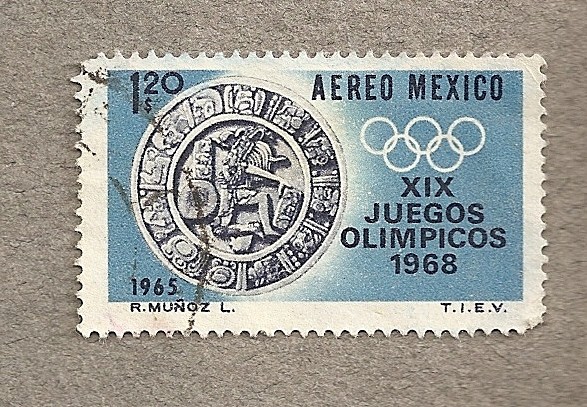 1.20
$
AEREO MEXICO
XIX
JUEGOS
OLIMPICOS
1968
1965
R. MUÑOZ L.
T.I.E.V.